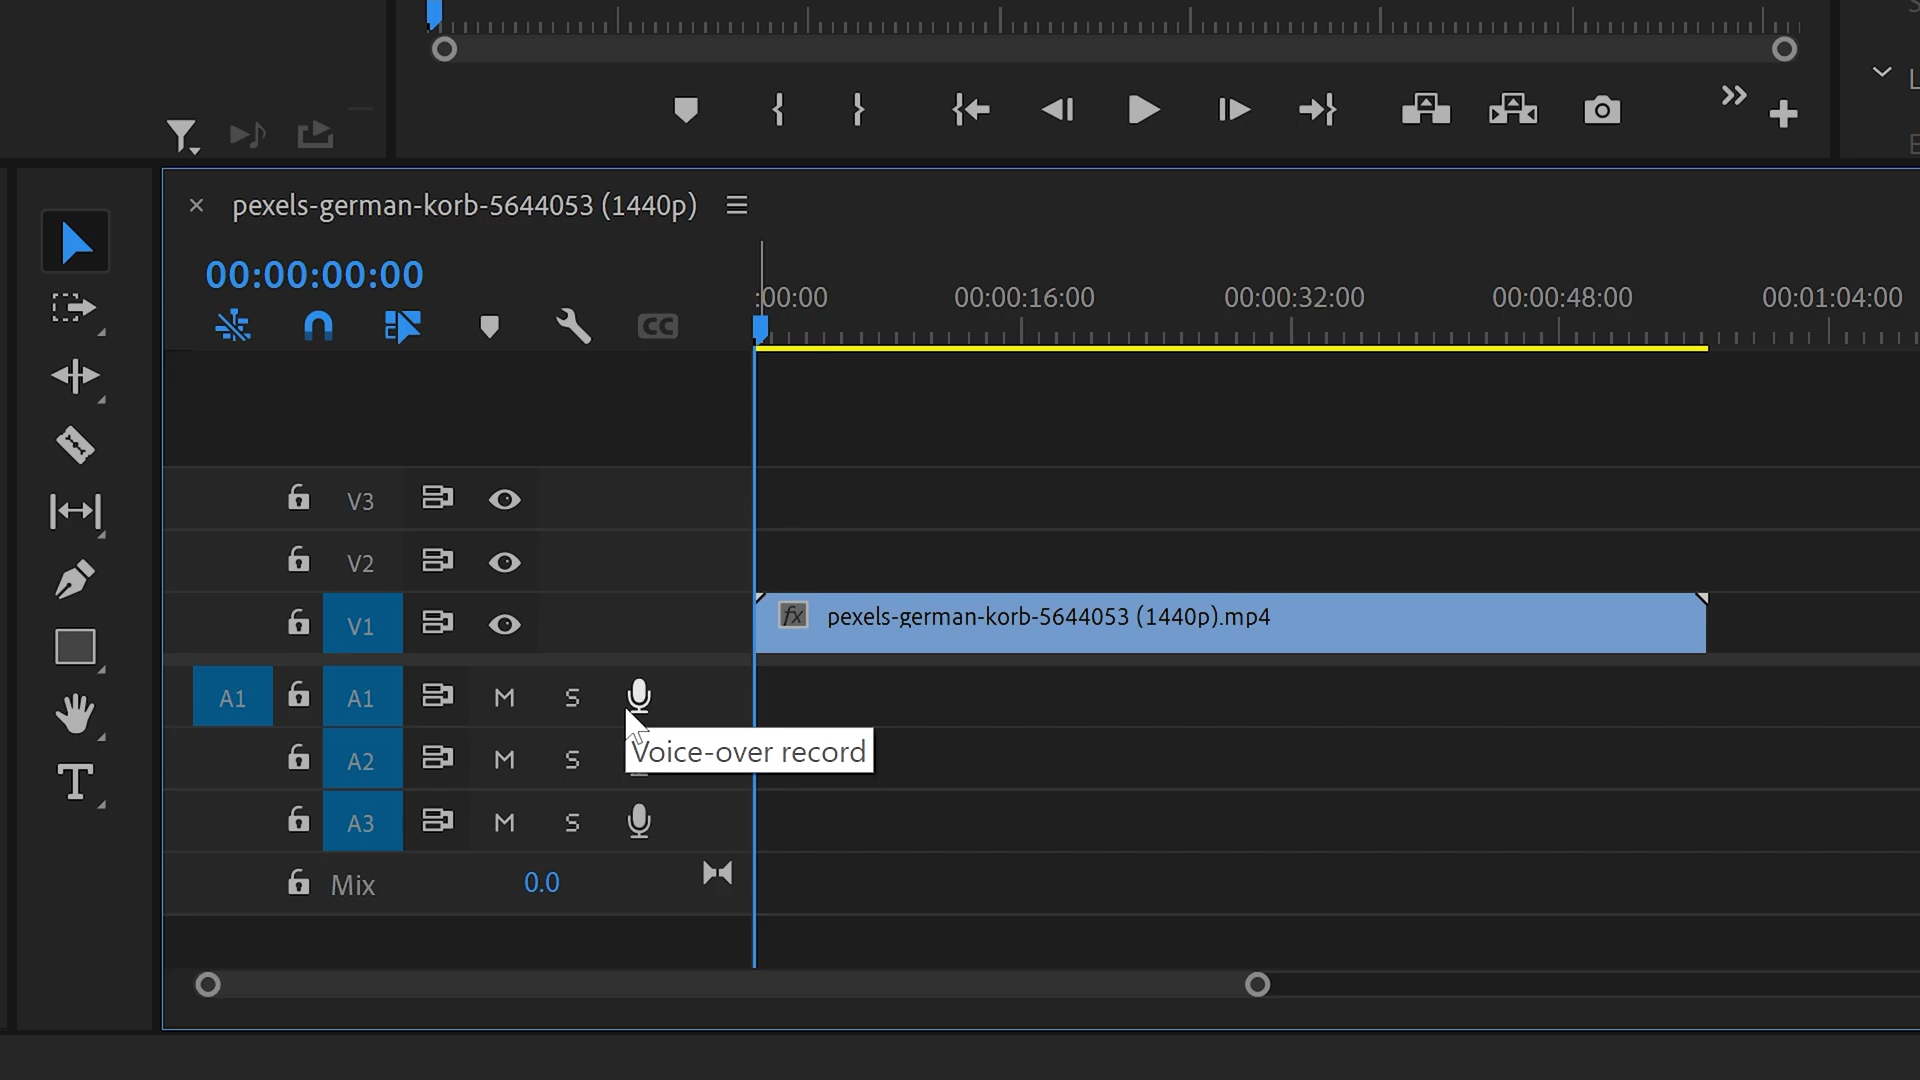 pexels-german-korb-5644053 (1440p)
00:00:00:00
:00:00 00:00:16:00 00:00:32:00 00:00:48:00 00:01:04:00
CC
V3
V2
V1 fx pexels-german-korb-5644053 (1440p).mp4
A1 A1 M S
Voice-over record
A2 M S
A3 M S
Mix 0.0